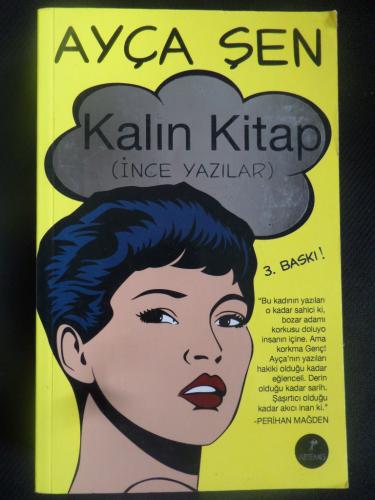 AYÇA ŞEN
Kalın Kitap
(İNCE YAZILAR)
3. BASKI!
"Bu kadının yazıları
o kadar sahici ki,
bozar adamı
korkusu doluyo
insanın içine. Ama
korkma Genç!
Ayça'nın yazıları
hakiki olduğu kadar
eğlenceli. Derin
olduğu kadar sarih.
Şaşırtıcı olduğu
kadar akıcı inan ki."
-PERİHAN MAĞDEN
ARTEMİS